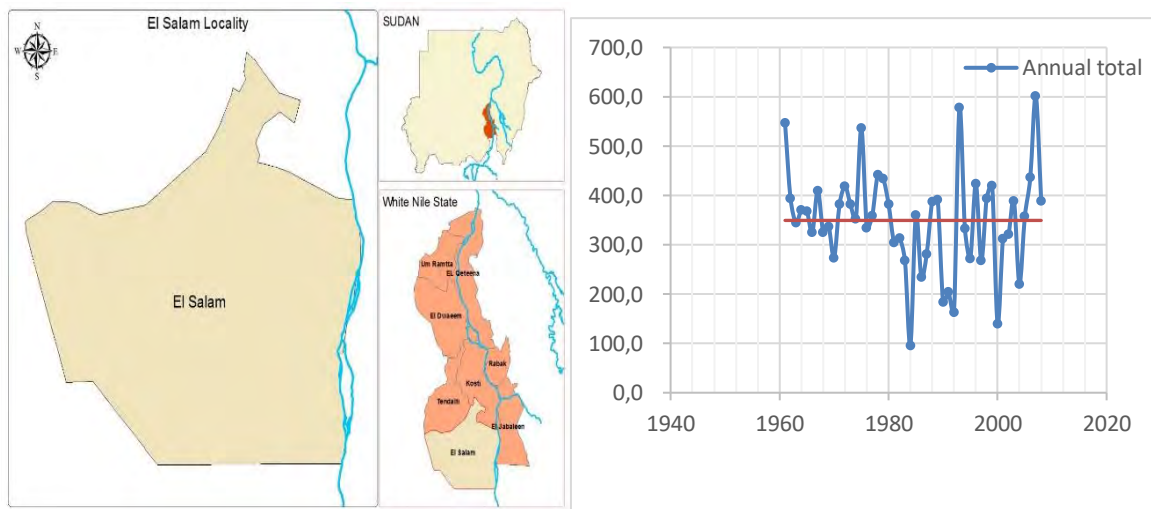 El Salam Locality
N
W E
S
El Salam
SUDAN
White Nile State
Um Ramtta
EL Geteena
El Duaeem
Rabak
Kosti
Tendalti
El Jabaleen
El Salam
Annual total
700,0
600,0
500,0
400,0
300,0
200,0
100,0
0,0
1940 1960 1980 2000 2020